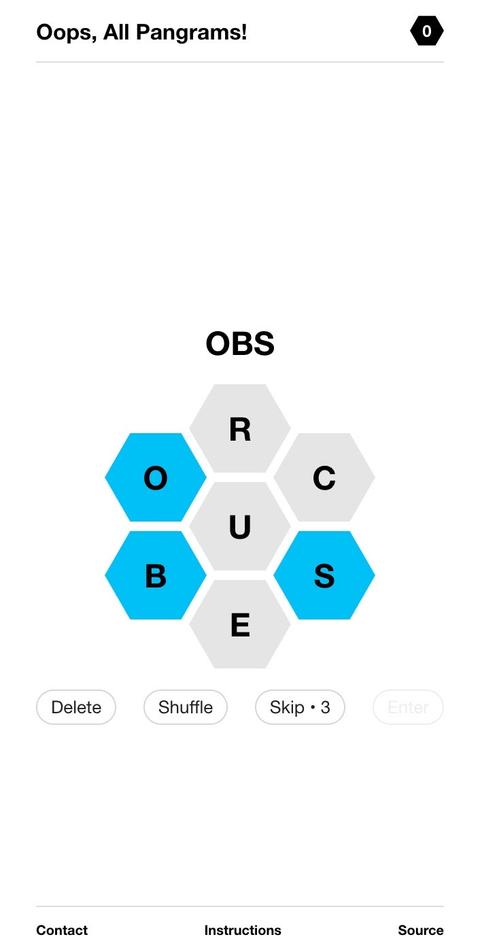 Oops, All Pangrams! 0
OBS
R
O C
U
B S
E
Delete Shuffle Skip • 3 Enter
Contact Instructions Source